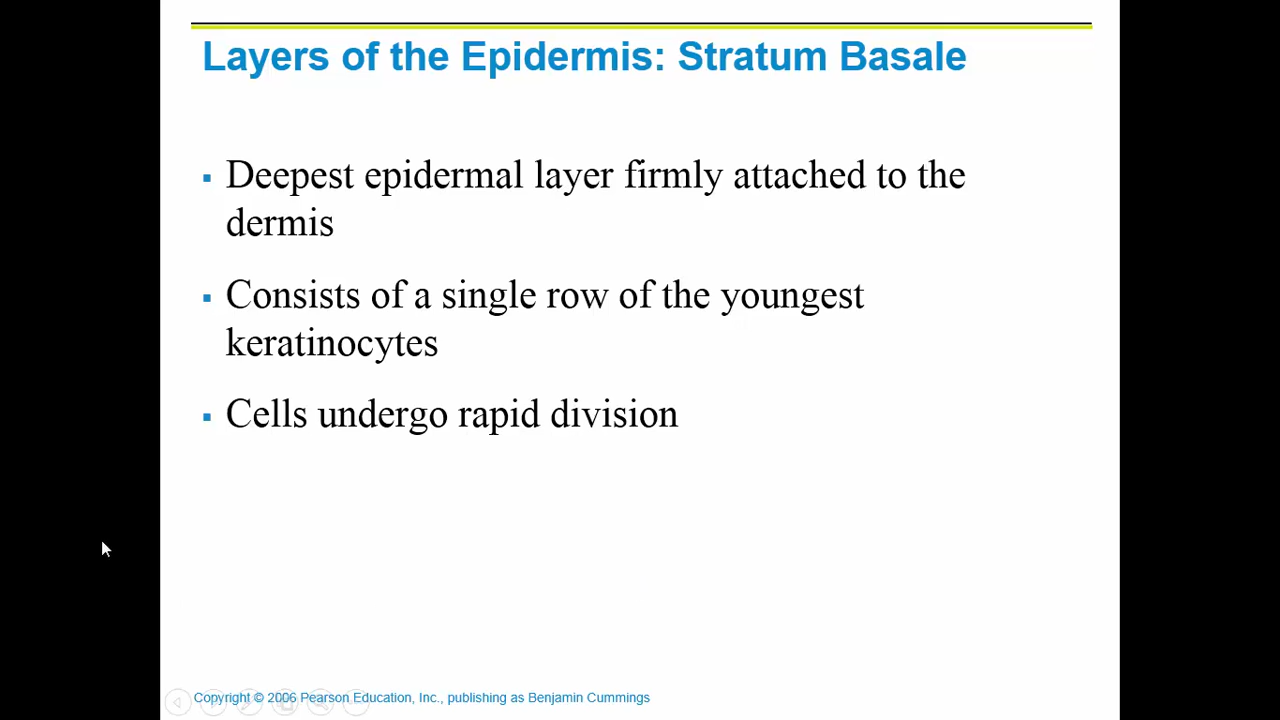 Layers of the Epidermis: Stratum Basale
Deepest epidermal layer firmly attached to the
dermis
Consists of a single row of the youngest
keratinocytes
Cells undergo rapid division
Copyright © 2006 Pearson Education, Inc., publishing as Benjamin Cummings